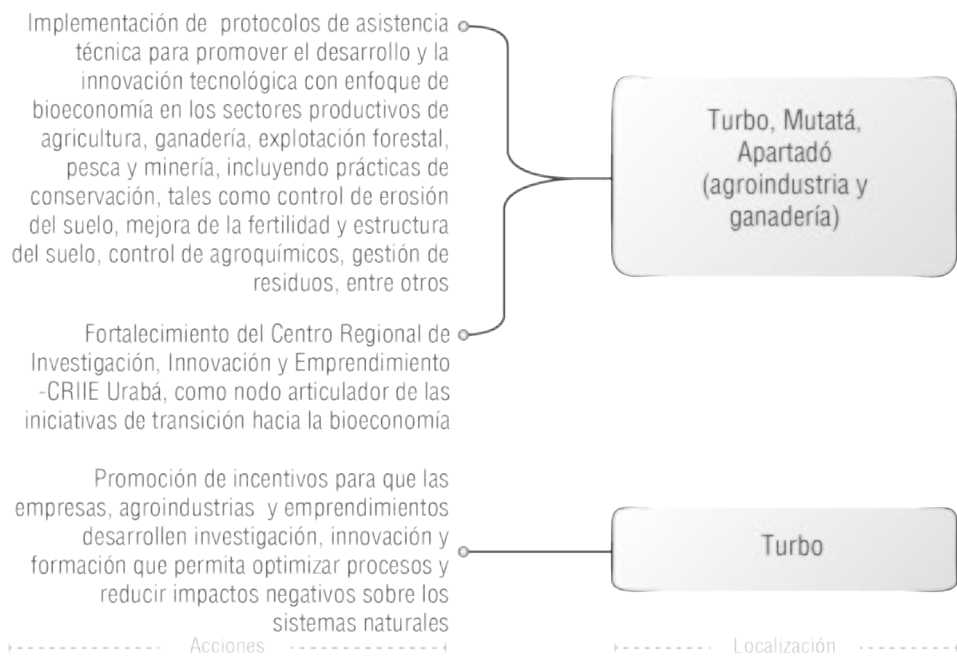 Implementación de protocolos de asistencia
técnica para promover el desarrollo y la
innovación tecnológica con enfoque de
bioeconomía en los sectores productivos de
agricultura, ganadería, explotación forestal,
pesca y minería, incluyendo prácticas de
conservación, tales como control de erosión
del suelo, mejora de la fertilidad y estructura
del suelo, control de agroquímicos, gestión de
residuos, entre otros
Fortalecimiento del Centro Regional de
Investigación, Innovación y Emprendimiento
-CRIIE Urabá, como nodo articulador de las
iniciativas de transición hacia la bioeconomía
Turbo, Mutatá,
Apartadó
(agroindustria y
ganadería)
Promoción de incentivos para que las
empresas, agroindustrias y emprendimientos
desarrollen investigación, innovación y
formación que permita optimizar procesos y
reducir impactos negativos sobre los
sistemas naturales
Turbo
Acciones
Localización